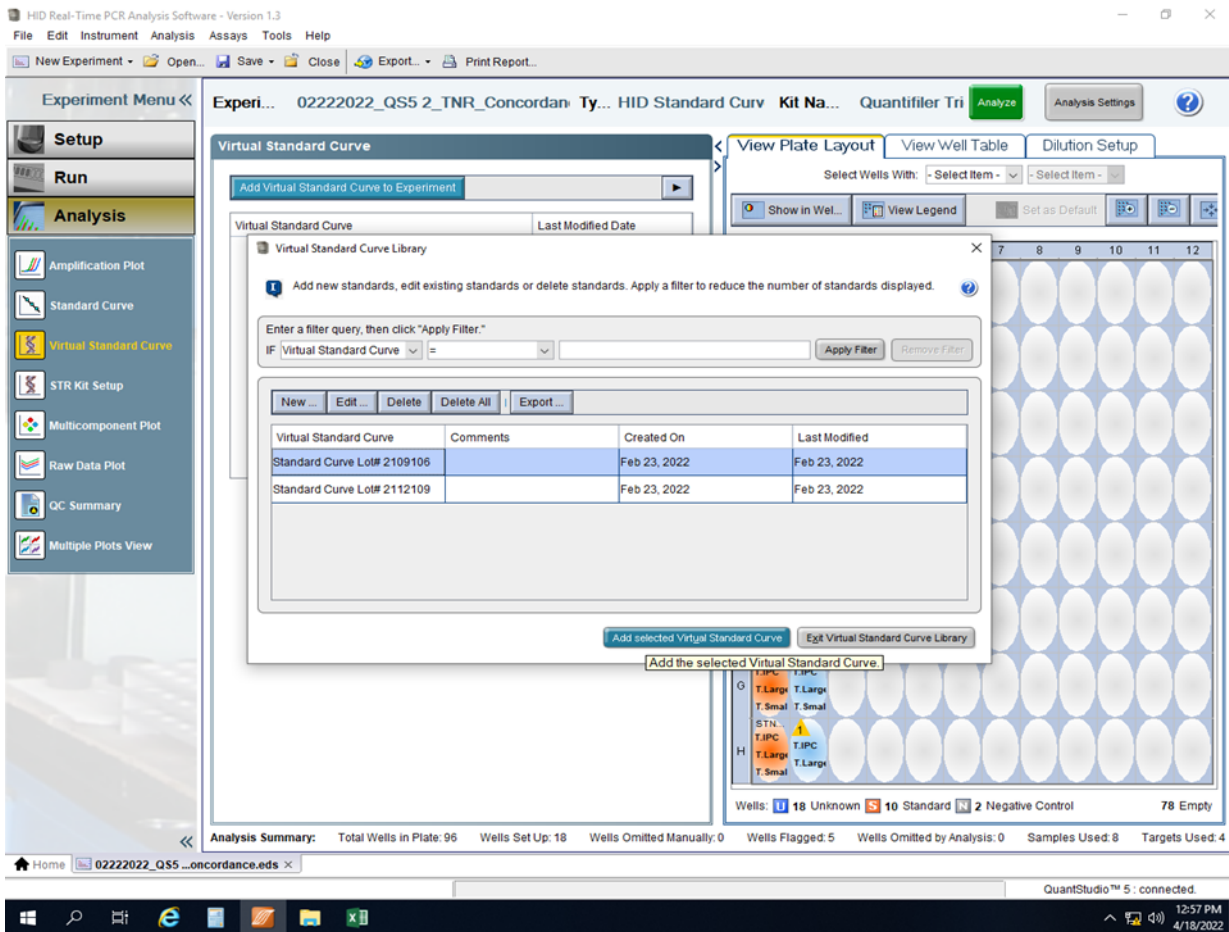 HID Real-Time PCR Analysis Software - Version 1.3
File Edit Instrument Analysis Assays Tools Help
New Experiment Open... Save Close Export... Print Report...
Experiment Menu «
Experi... 02222022_QS5 2_TNR_Concordan Ty... HID Standard Curv Kit Na... Quantifiler Tri Analyze Analysis Settings
Setup
Run
Analysis
Amplification Plot
Standard Curve
Virtual Standard Curve
STR Kit Setup
Multicomponent Plot
Raw Data Plot
QC Summary
Multiple Plots View
Virtual Standard Curve
Add Virtual Standard Curve to Experiment
Virtual Standard Curve Last Modified Date
View Plate Layout View Well Table Dilution Setup
Select Wells With: - Select Item - - Select Item -
Show in Wel... View Legend Set as Default
7 8 9 10 11 12
Virtual Standard Curve Library
Add new standards, edit existing standards or delete standards. Apply a filter to reduce the number of standards displayed.
Enter a filter query, then click "Apply Filter."
IF Virtual Standard Curve = Apply Filter Remove Filter
New ... Edit ... Delete Delete All | Export ...
Virtual Standard Curve Comments Created On Last Modified
Standard Curve Lot# 2109106 Feb 23, 2022 Feb 23, 2022
Standard Curve Lot# 2112109 Feb 23, 2022 Feb 23, 2022
Add selected Virtual Standard Curve Exit Virtual Standard Curve Library
Add the selected Virtual Standard Curve.
T.IPC T.IPC
G T.Large T.Large
T.Smal T.Smal
STN...
T.IPC 1 T.IPC
H T.Large T.Large
T.Smal
Wells: U 18 Unknown S 10 Standard N 2 Negative Control 78 Empty
Analysis Summary: Total Wells in Plate: 96 Wells Set Up: 18 Wells Omitted Manually: 0 Wells Flagged: 5 Wells Omitted by Analysis: 0 Samples Used: 8 Targets Used: 4
Home 02222022_QS5 ...oncordance.eds ×
QuantStudio™ 5 : connected.
12:57 PM
4/18/2022